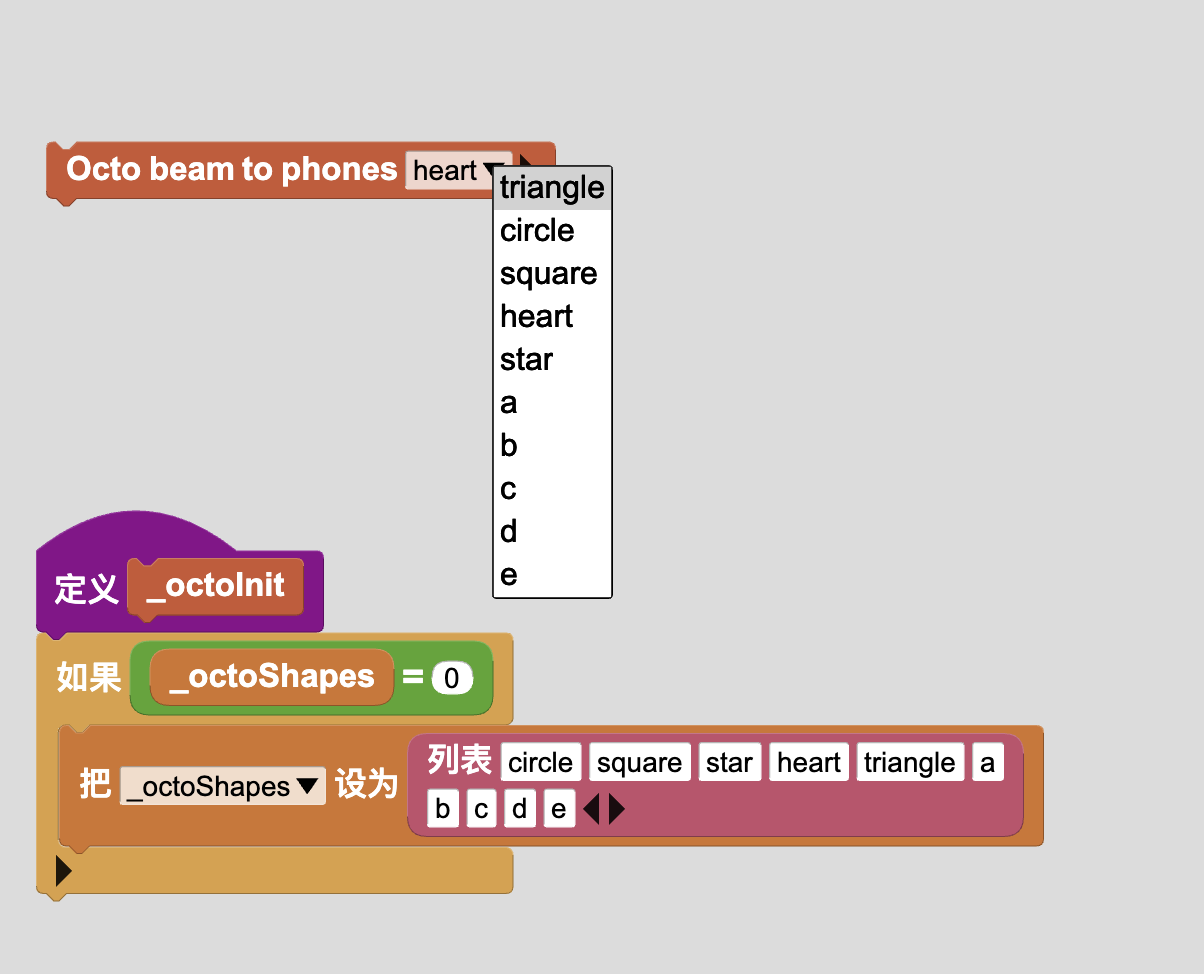 Octo beam to phones heart
triangle
circle
square
heart
star
a
b
c
d
e
定义 _octoInit
如果 _octoShapes = 0
把 _octoShapes 设为 列表 circle square star heart triangle a
b c d e